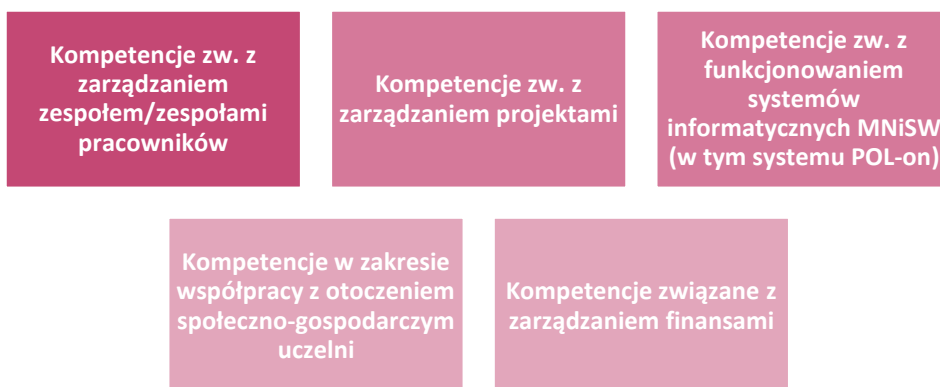 Kompetencje zw. z
zarządzaniem
zespołem/zespołami
pracowników
Kompetencje zw. z
zarządzaniem projektami
Kompetencje zw. z
funkcjonowaniem
systemów
informatycznych MNiSW
(w tym systemu POL-on)
Kompetencje w zakresie
współpracy z otoczeniem
społeczno-gospodarczym
uczelni
Kompetencje związane z
zarządzaniem finansami